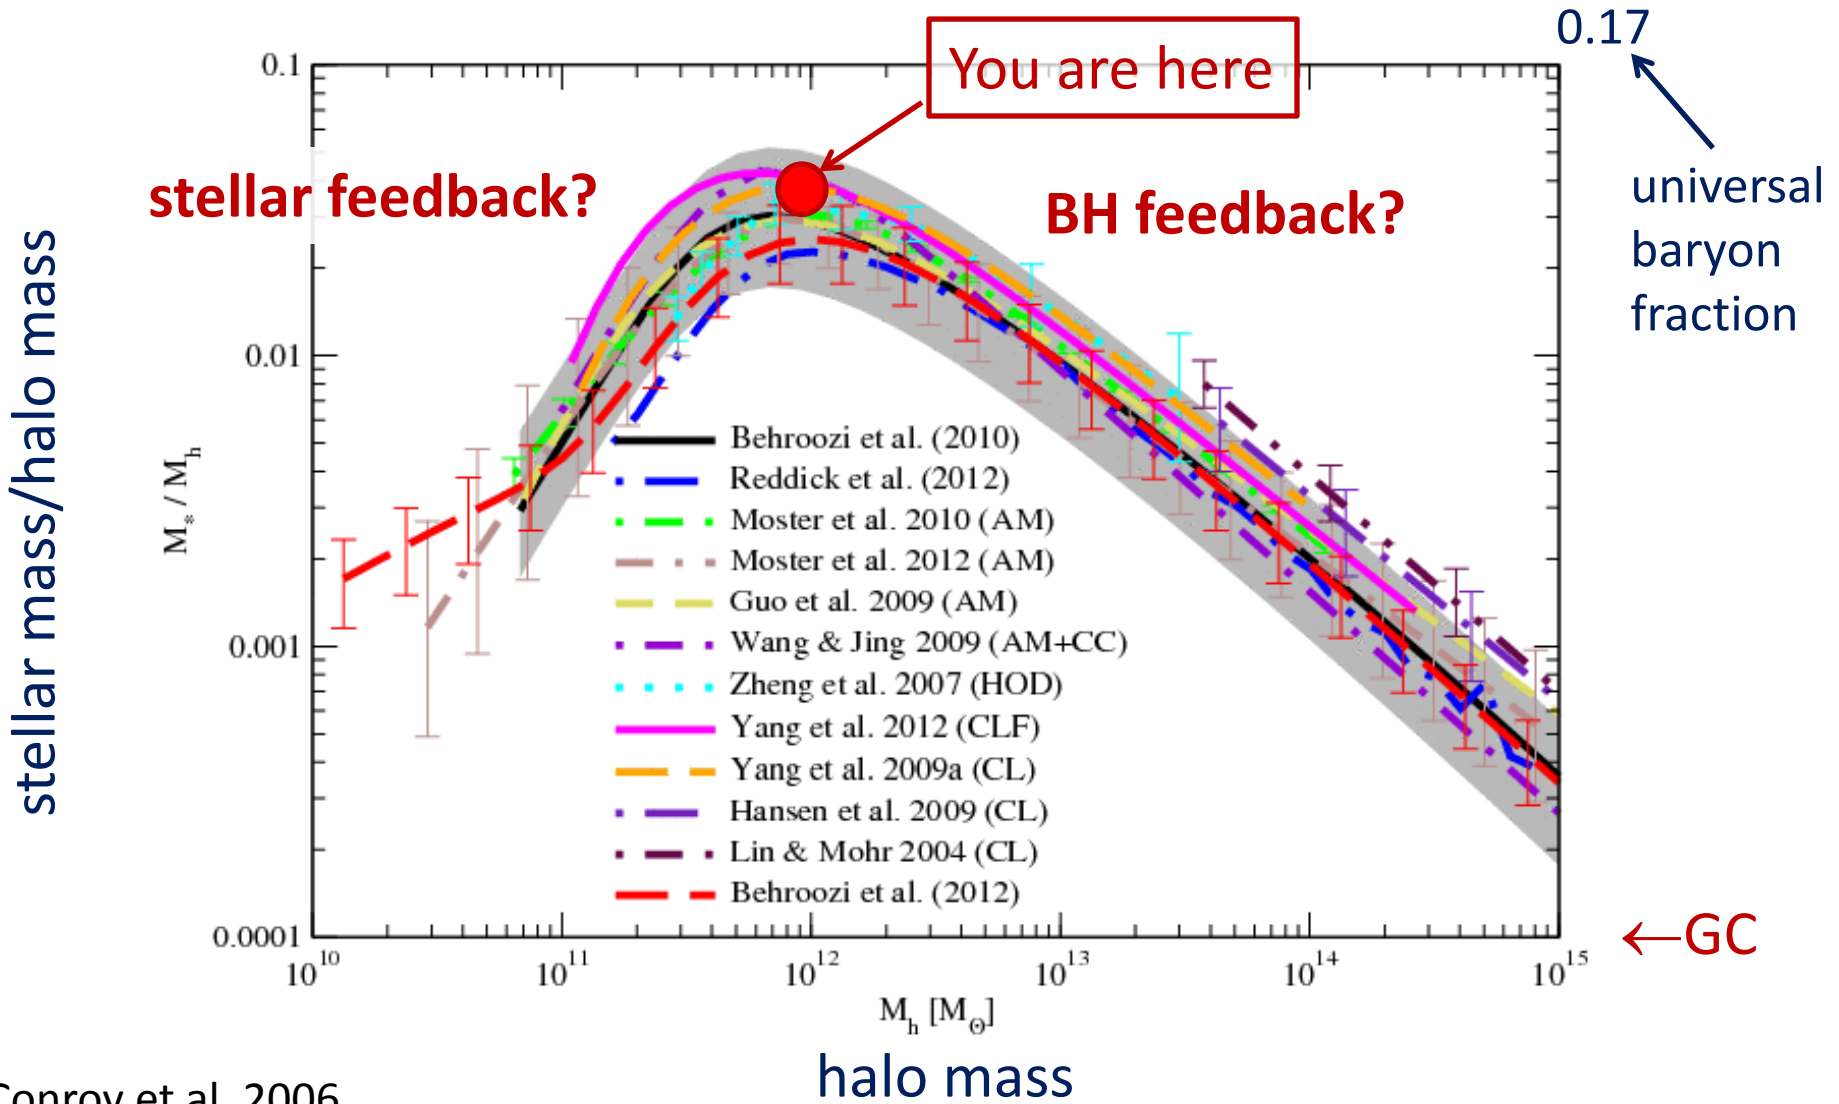 0.17
You are here
0.1
stellar feedback?
BH feedback?
universal
baryon
fraction
stellar mass/halo mass
M* / Mh
0.01
Behroozi et al. (2010)
Reddick et al. (2012)
Moster et al. 2010 (AM)
Moster et al. 2012 (AM)
Guo et al. 2009 (AM)
Wang & Jing 2009 (AM+CC)
Zheng et al. 2007 (HOD)
Yang et al. 2012 (CLF)
Yang et al. 2009a (CL)
Hansen et al. 2009 (CL)
Lin & Mohr 2004 (CL)
Behroozi et al. (2012)
0.001
0.0001
←GC
10^10 10^11 10^12 10^13 10^14 10^15
Mh [M⊙]
halo mass
Conroy et al. 2006